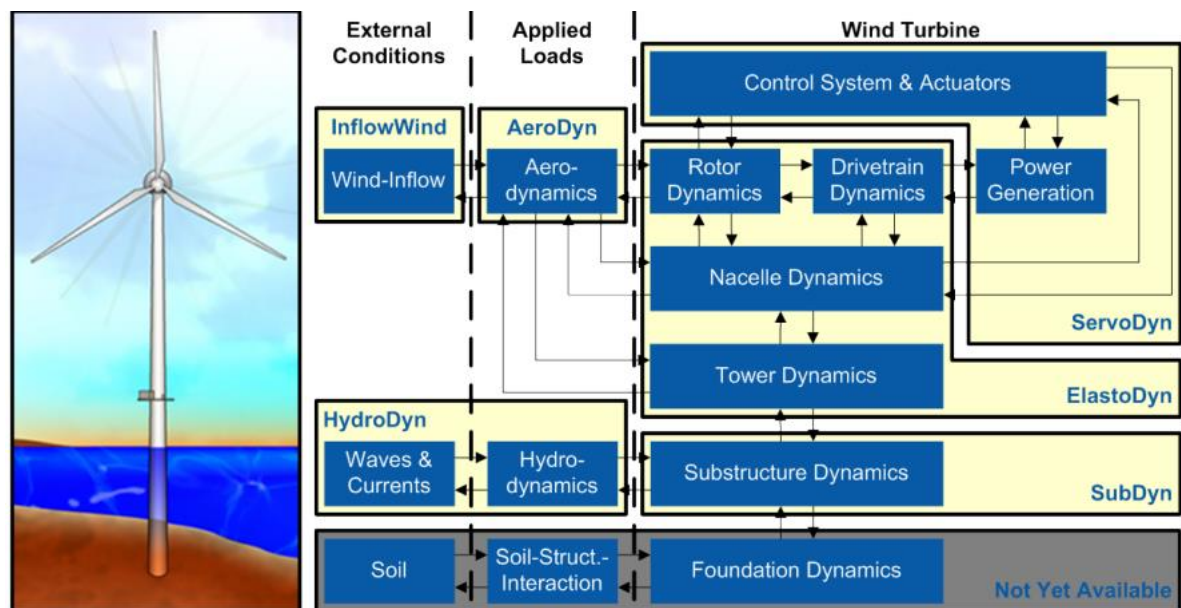 External
Conditions
Applied
Loads
Wind Turbine
Control System & Actuators
InflowWind
AeroDyn
Wind-Inflow
Aero-
dynamics
Rotor
Dynamics
Drivetrain
Dynamics
Power
Generation
Nacelle Dynamics
ServoDyn
Tower Dynamics
ElastoDyn
HydroDyn
Waves &
Currents
Hydro-
dynamics
Substructure Dynamics
SubDyn
Soil
Soil-Struct.-
Interaction
Foundation Dynamics
Not Yet Available